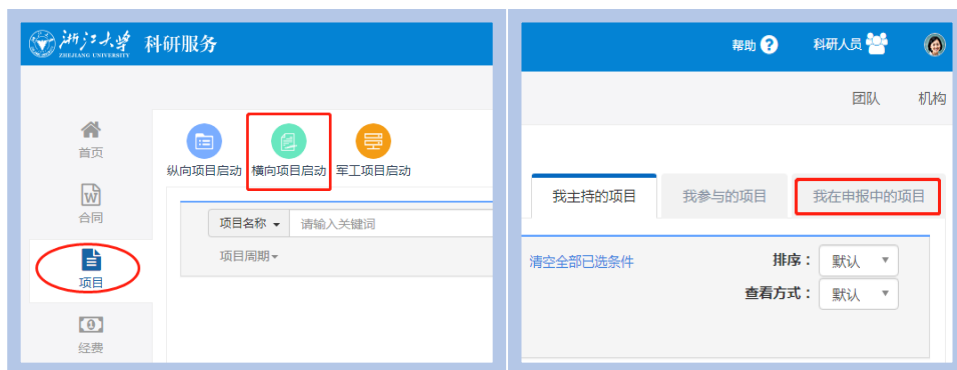 浙江大学 科研服务
ZHEJIANG UNIVERSITY
首页
合同
项目
经费
纵向项目启动 横向项目启动 军工项目启动
项目名称 请输入关键词
项目周期
帮助 ? 科研人员
团队 机构
我主持的项目 我参与的项目 我在申报中的项目
清空全部已选条件 排序： 默认
查看方式： 默认